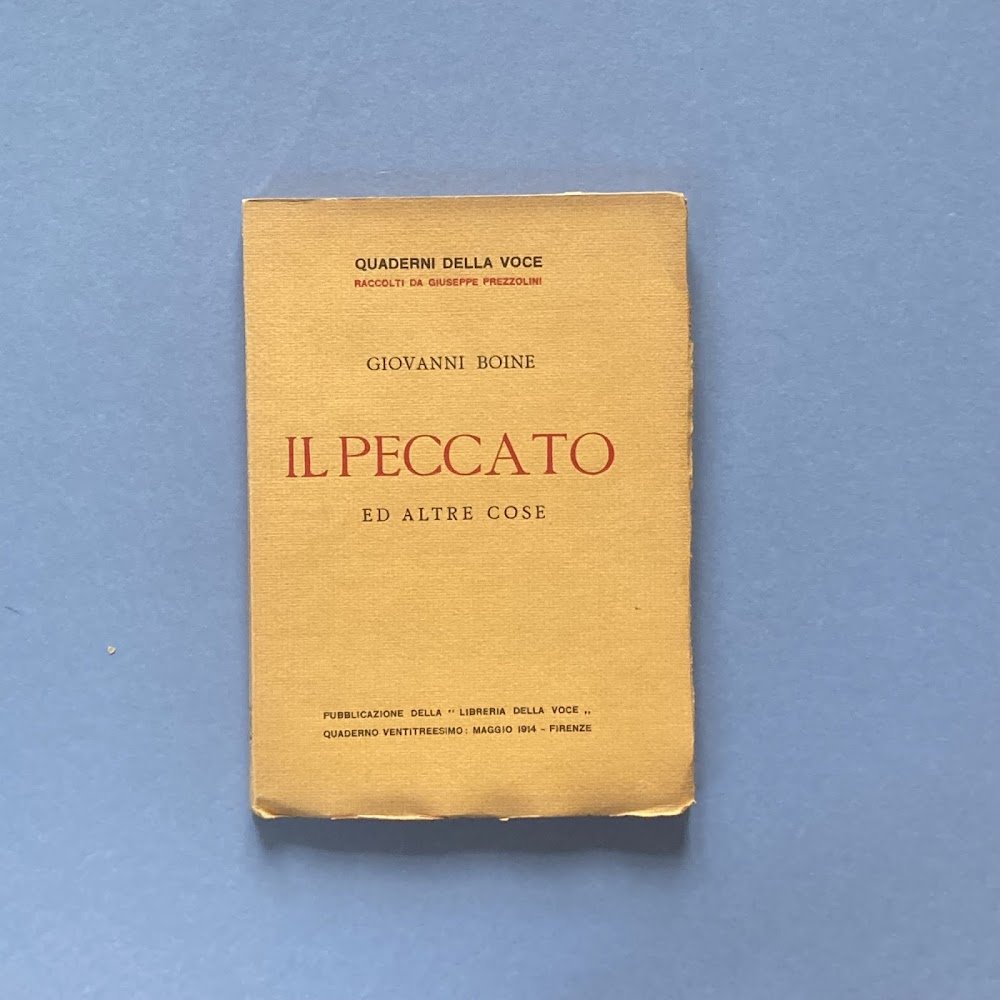 QUADERNI DELLA VOCE
RACCOLTI DA GIUSEPPE PREZZOLINI
GIOVANNI BOINE
IL PECCATO
ED ALTRE COSE
PUBBLICAZIONE DELLA “ LIBRERIA DELLA VOCE „
QUADERNO VENTITREESIMO: MAGGIO 1914 - FIRENZE